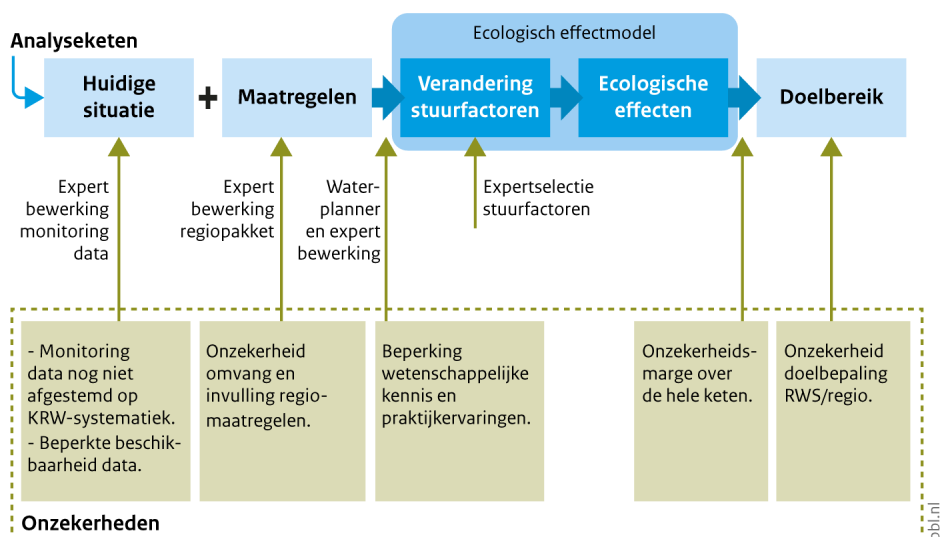 Ecologisch effectmodel
Analyseketen
Huidige
situatie
+
Maatregelen
Verandering
stuurfactoren
Ecologische
effecten
Doelbereik
Expert
bewerking
monitoring
data
Expert
bewerking
regiopakket
Water-
planner
en expert
bewerking
Expertselectie
stuurfactoren
- Monitoring
data nog niet
afgestemd op
KRW-systematiek.
- Beperkte beschik-
baarheid data.
Onzekerheid
omvang en
invulling regio-
maatregelen.
Beperking
wetenschappelijke
kennis en
praktijkervaringen.
Onzekerheids-
marge over
de hele keten.
Onzekerheid
doelbepaling
RWS/regio.
Onzekerheden
pbl.nl